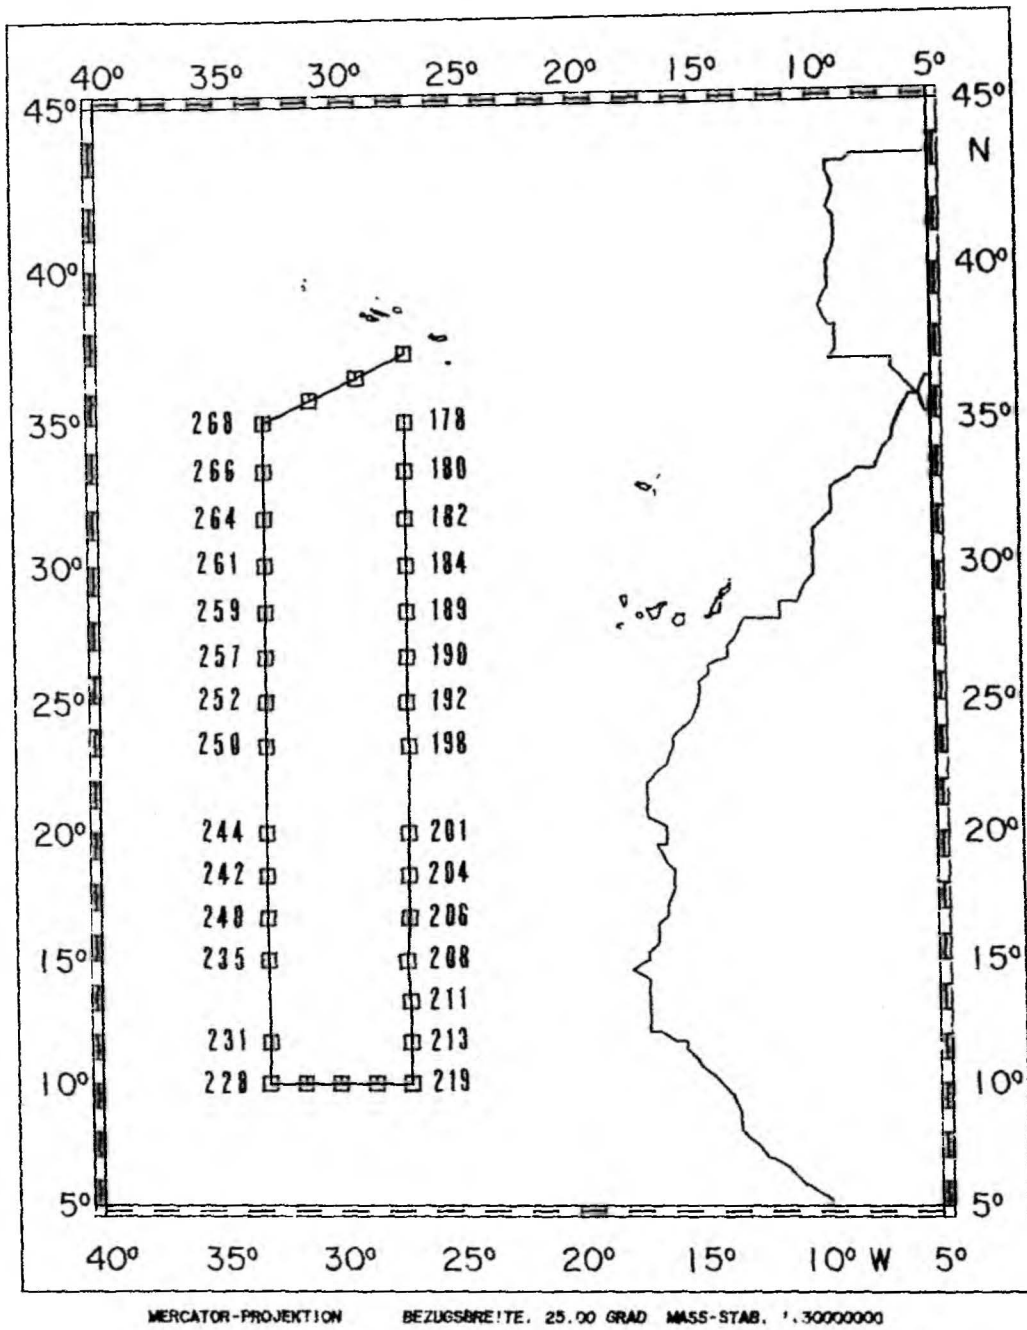 40° 35° 30° 25° 20° 15° 10° 5°
45° 45°
N
40° 40°
268 178
35° 35°
266 180
264 182
30° 261 184 30°
259 189
257 190
25° 252 192 25°
250 198
20° 244 201 20°
242 204
240 206
15° 235 208 15°
211
231 213
10° 228 219 10°
5° 5°
40° 35° 30° 25° 20° 15° 10° W 5°
MERCATOR-PROJEKTION BEZUGSBREITE. 25.00 GRAD MASS-STAB.